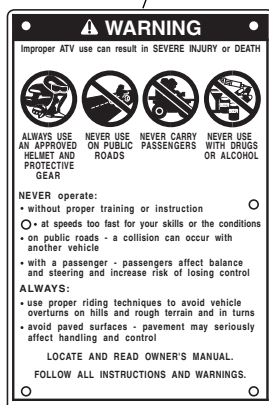 WARNING
Improper ATV use can result in SEVERE INJURY or DEATH
ALWAYS USE
AN APPROVED
HELMET AND
PROTECTIVE
GEAR
NEVER USE
ON PUBLIC
ROADS
NEVER CARRY
PASSENGERS
NEVER USE
WITH DRUGS
OR ALCOHOL
NEVER operate:
• without proper training or instruction
• at speeds too fast for your skills or the conditions
• on public roads - a collision can occur with
another vehicle
• with a passenger - passengers affect balance
and steering and increase risk of losing control
ALWAYS:
• use proper riding techniques to avoid vehicle
overturns on hills and rough terrain and in turns
• avoid paved surfaces - pavement may seriously
affect handling and control
LOCATE AND READ OWNER'S MANUAL.
FOLLOW ALL INSTRUCTIONS AND WARNINGS.